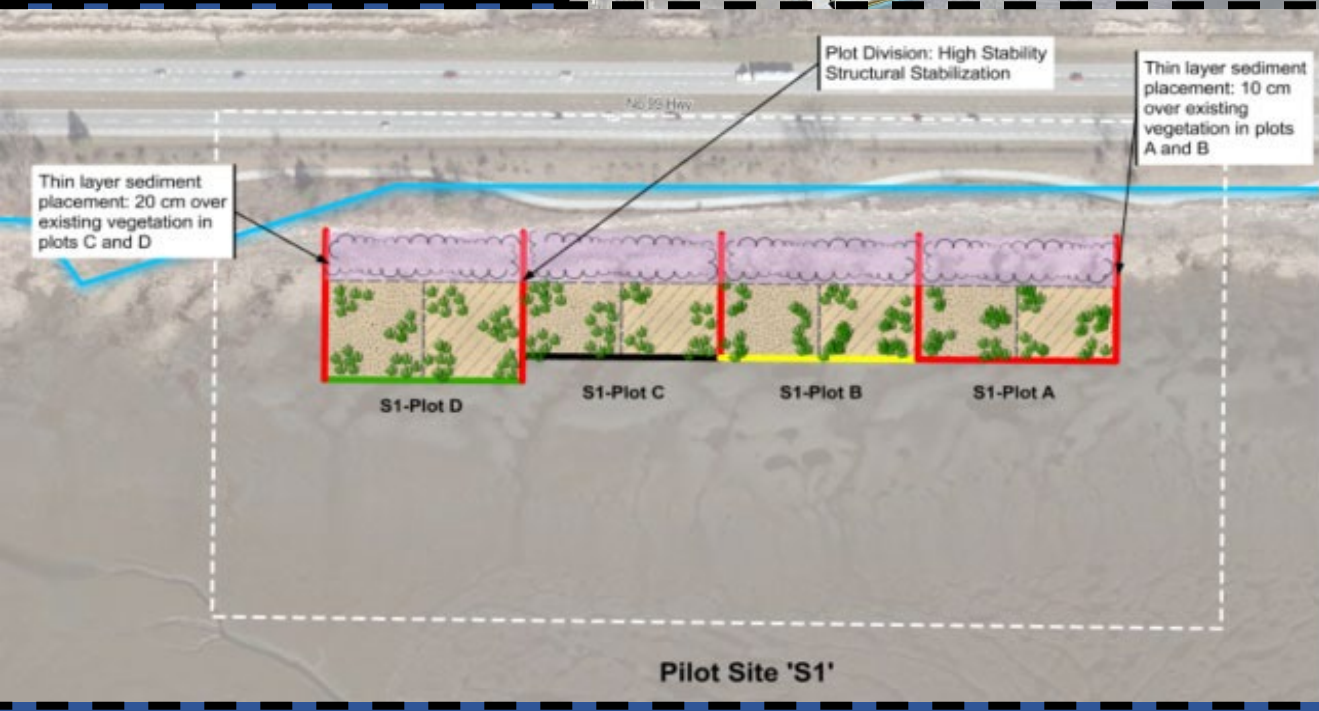 Plot Division: High Stability
Structural Stabilization
Thin layer sediment
placement: 10 cm
over existing
vegetation in plots
A and B
No 99 Hwy
Thin layer sediment
placement: 20 cm over
existing vegetation in
plots C and D
S1-Plot D
S1-Plot C
S1-Plot B
S1-Plot A
Pilot Site 'S1'